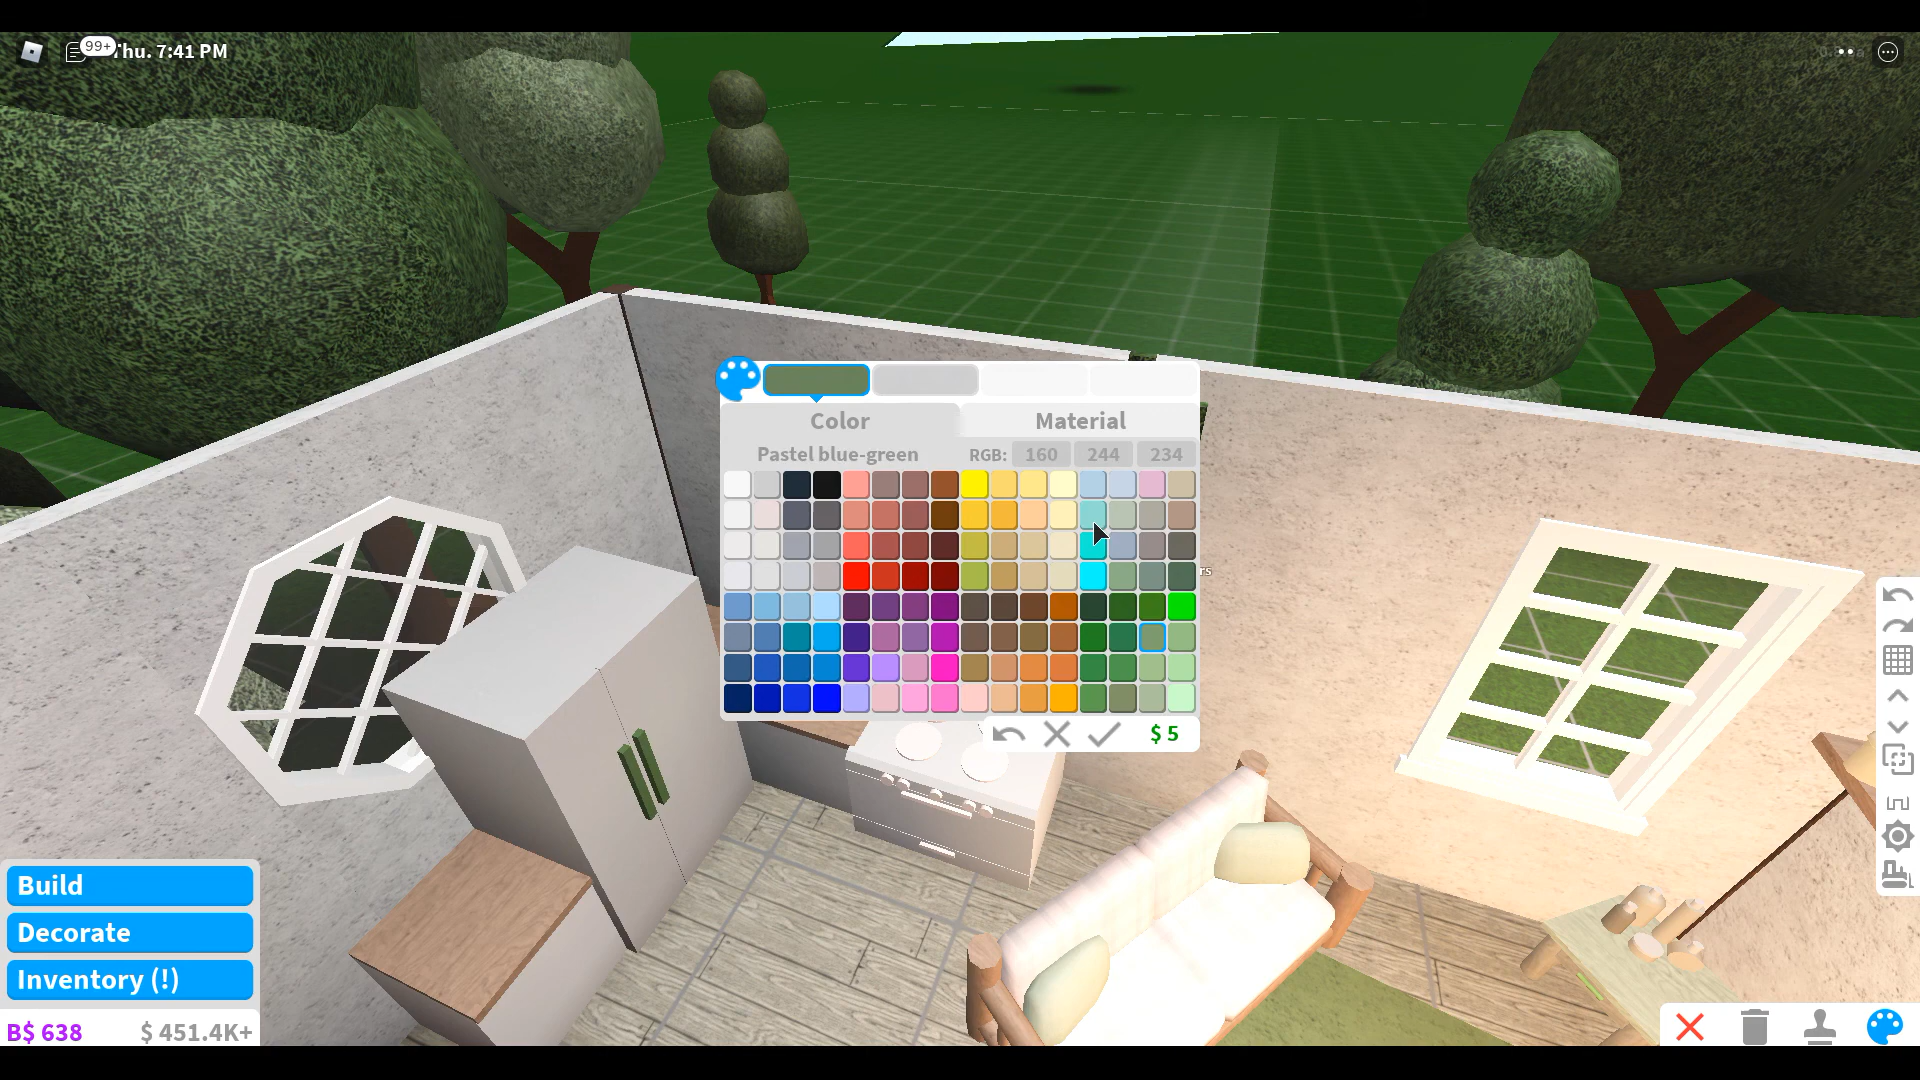 99+
Thu. 7:41 PM
Color
Material
Pastel blue-green
RGB: 160 244 234
rs
$ 5
Build
Decorate
Inventory (!)
B$ 638
$ 451.4K+